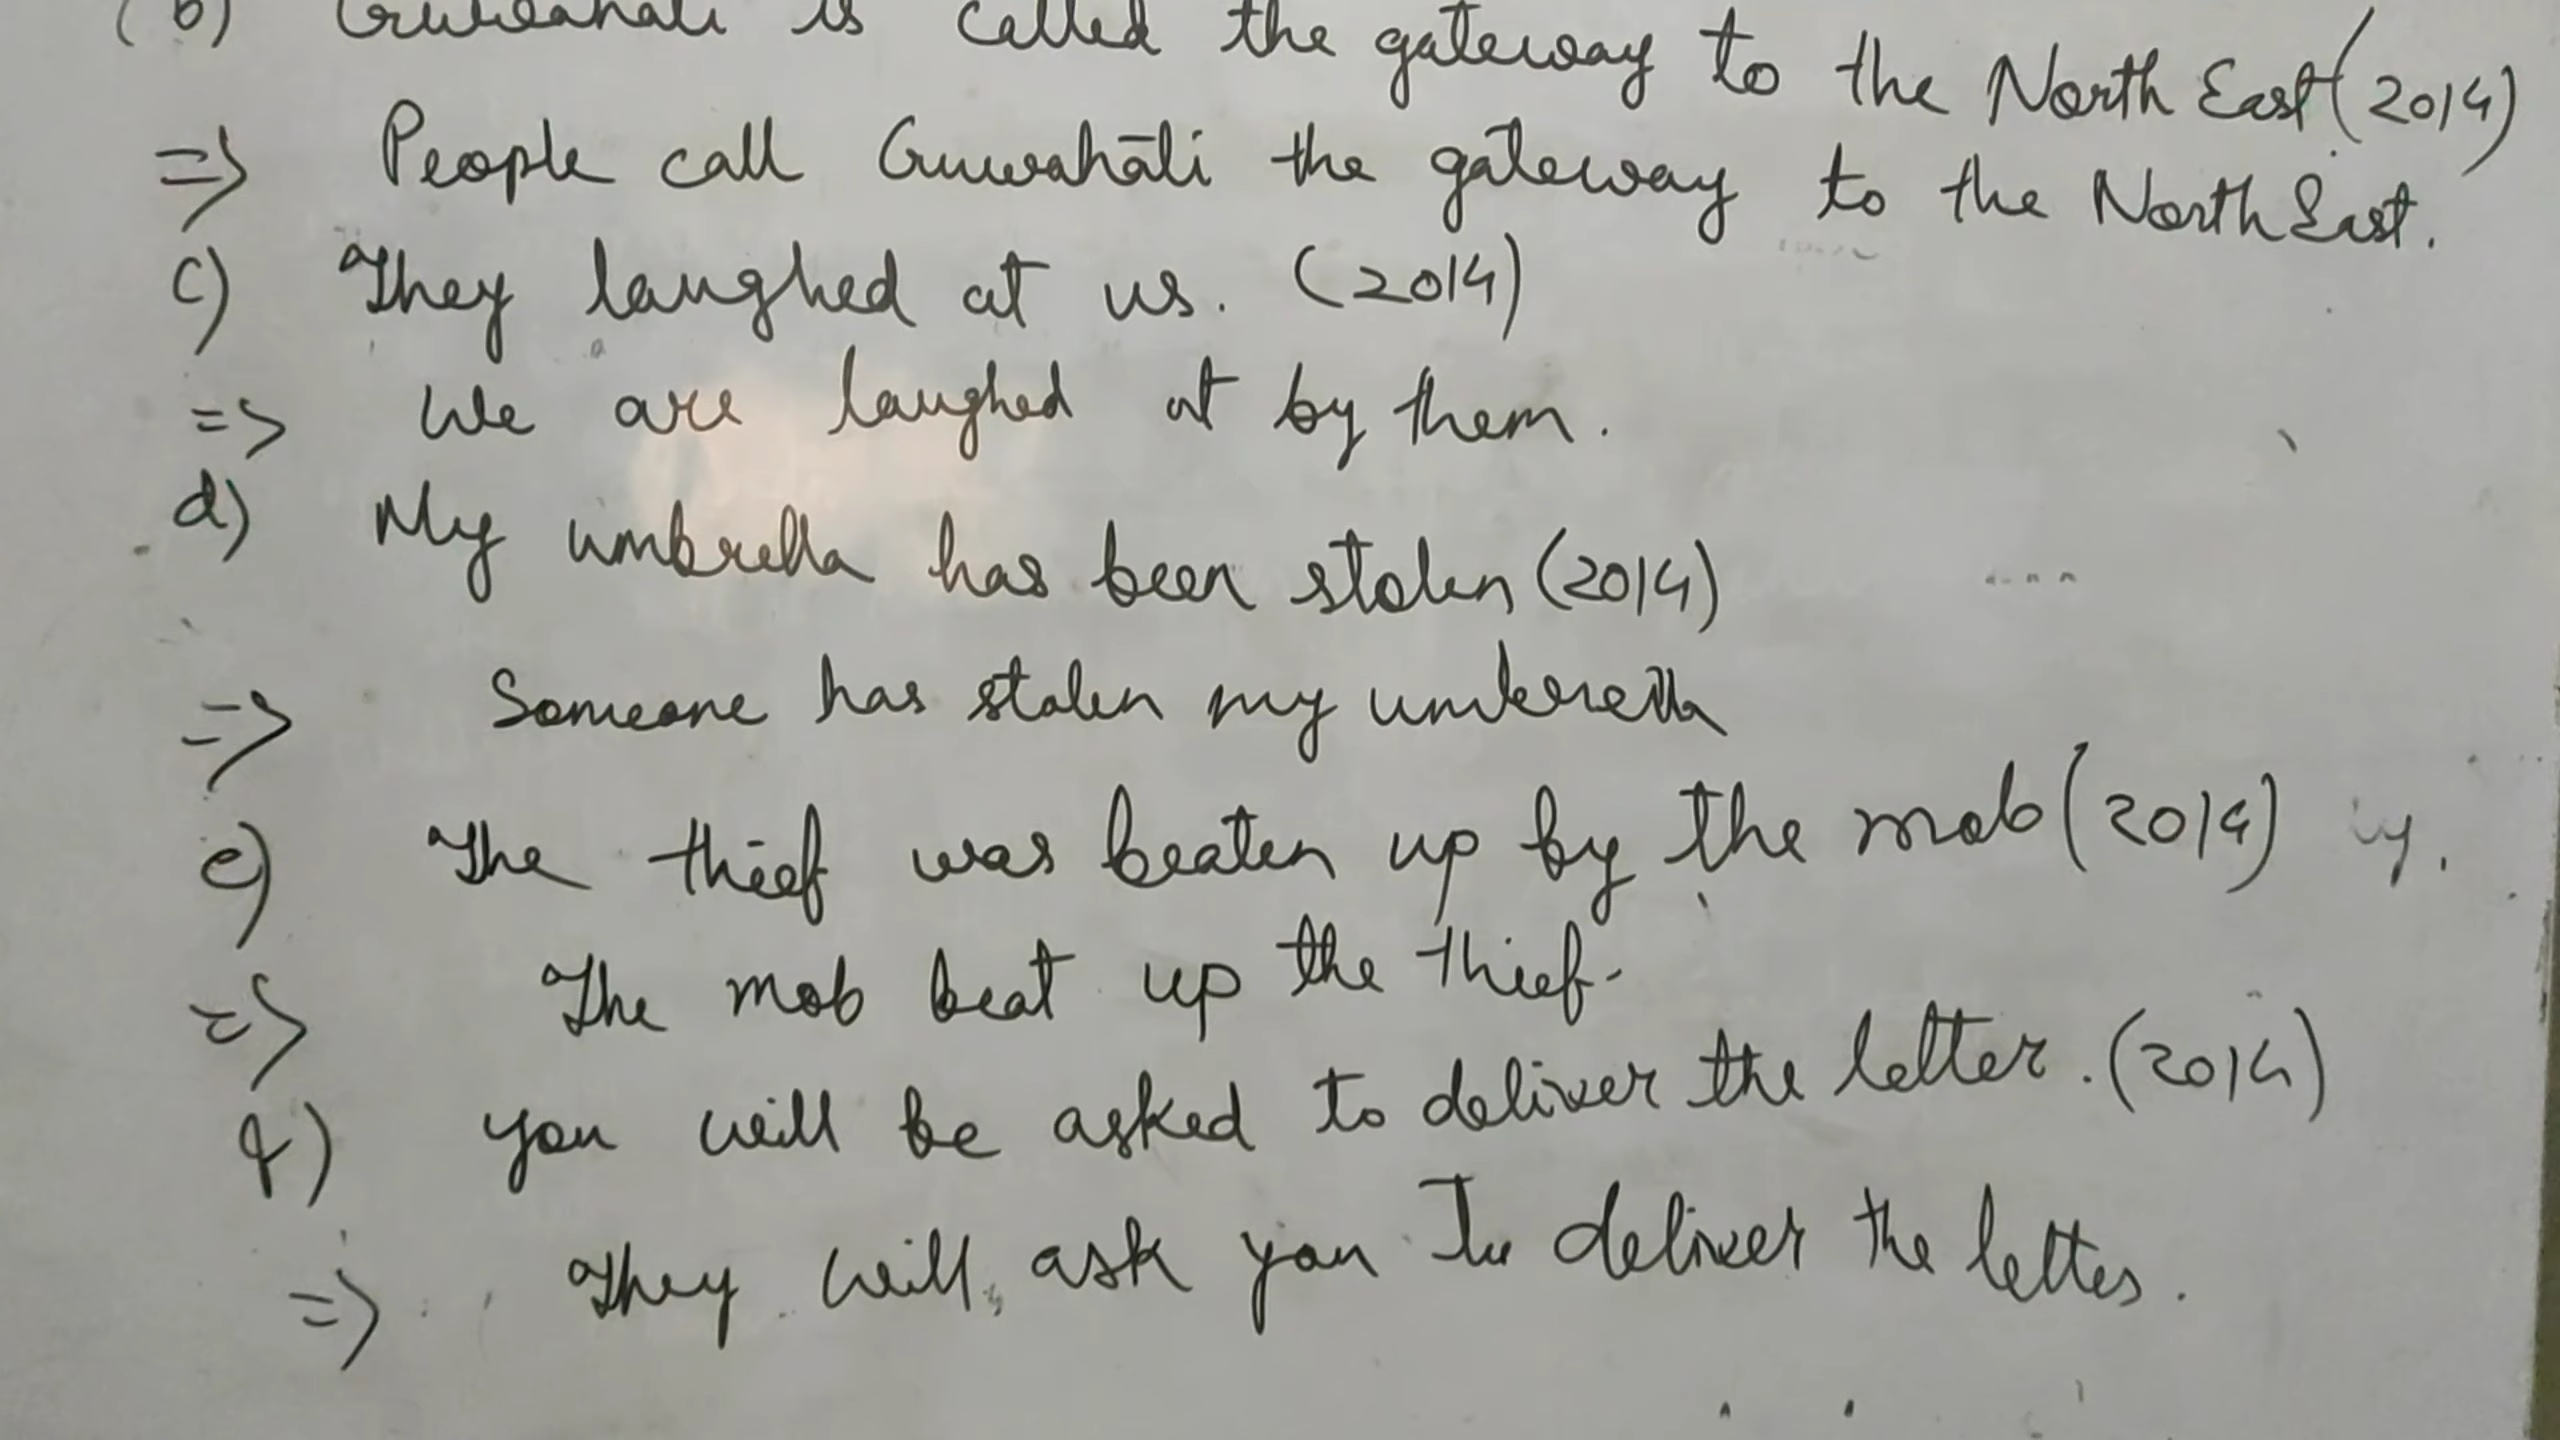 (b) Guwahati is called the gateway to the North East (2014)
=> People call Guwahati the gateway to the North East.
c) They laughed at us. (2014)
=> We are laughed at by them.
d) My umbrella has been stolen (2014)
=> Someone has stolen my umbrella
e) The thief was beaten up by the mob (2014)
=> The mob beat up the thief.
f) you will be asked to deliver the letter. (2014)
=> They will ask you to deliver the letter.